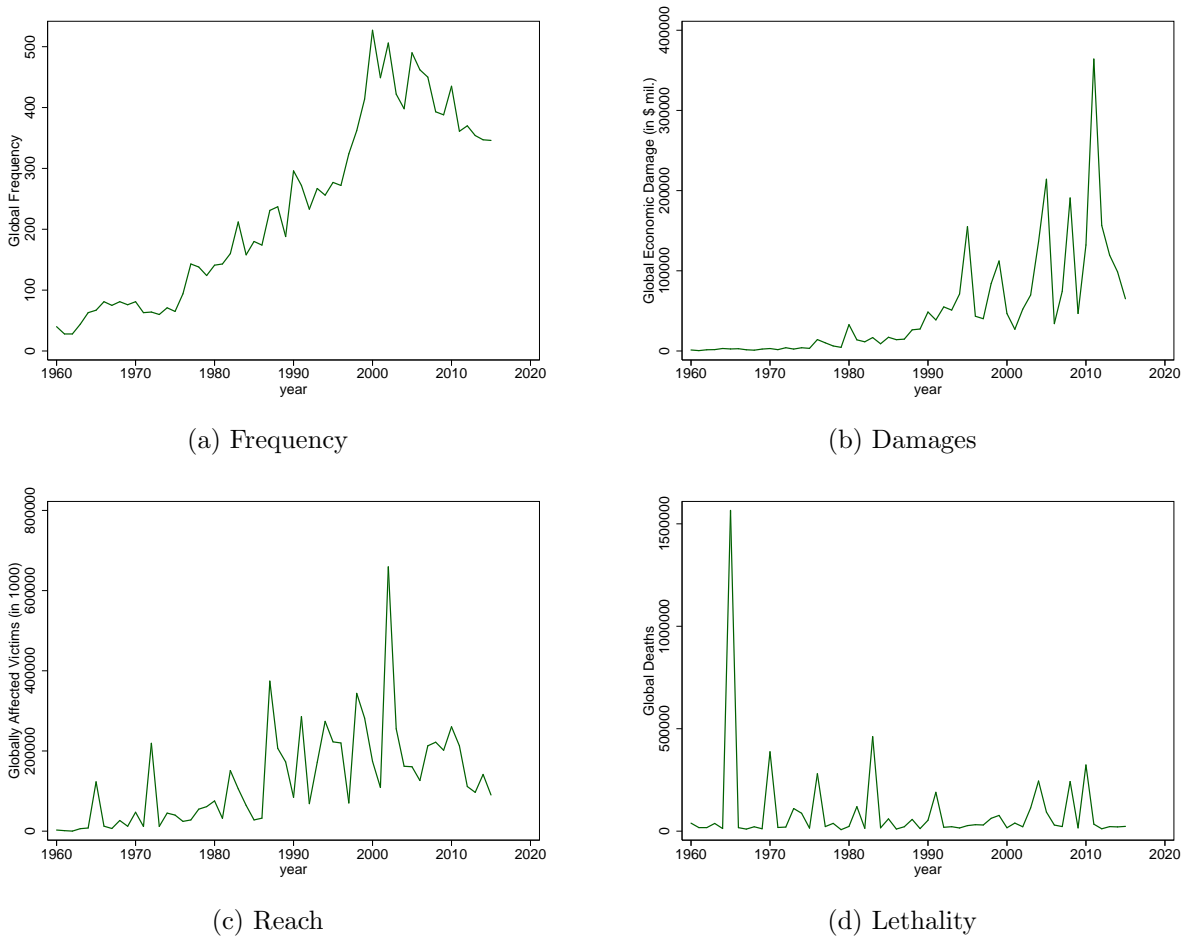 Global Frequency
0 100 200 300 400 500
1960 1970 1980 1990 2000 2010 2020
year
(a) Frequency
Global Economic Damage (in $ mil.)
0 100000 200000 300000 400000
1960 1970 1980 1990 2000 2010 2020
year
(b) Damages
Globally Affected Victims (in 1000)
0 200000 400000 600000 800000
1960 1970 1980 1990 2000 2010 2020
year
(c) Reach
Global Deaths
0 500000 1000000 1500000
1960 1970 1980 1990 2000 2010 2020
year
(d) Lethality